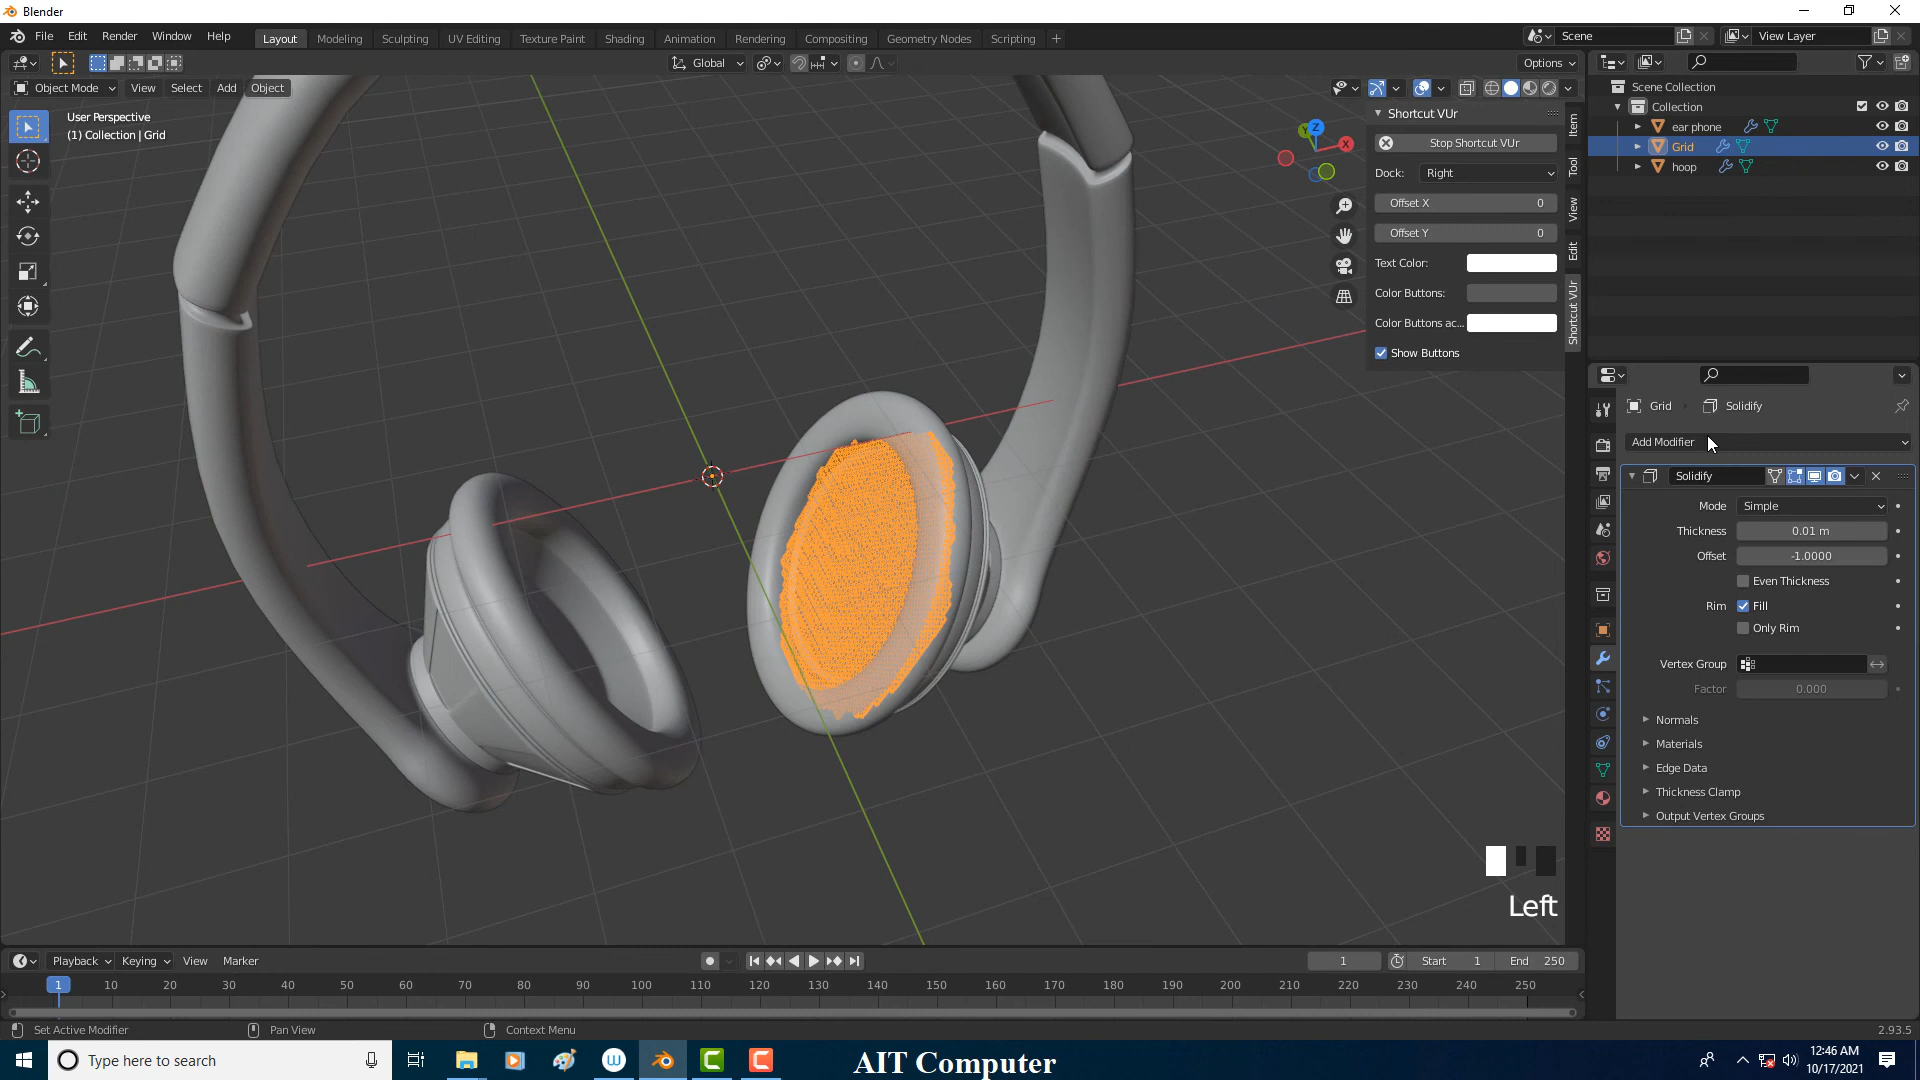 Blender
File Edit Render Window Help
Layout Modeling Sculpting UV Editing Texture Paint Shading Animation Rendering Compositing Geometry Nodes Scripting +
Scene
View Layer
Global
Options
Object Mode View Select Add Object
User Perspective
(1) Collection | Grid
Shortcut VUr
Stop Shortcut VUr
Dock: Right
Offset X 0
Offset Y 0
Text Color:
Color Buttons:
Color Buttons ac...
Show Buttons
Item
Tool
View
Edit
Shortcut VUr
Z
Y
X
Scene Collection
Collection
ear phone
Grid
hoop
Grid Solidify
Add Modifier
Solidify
Mode Simple
Thickness 0.01 m
Offset -1.0000
Even Thickness
Rim Fill
Only Rim
Vertex Group
Factor 0.000
Normals
Materials
Edge Data
Thickness Clamp
Output Vertex Groups
Left
Playback Keying View Marker
1
Start 1
End 250
1 10 20 30 40 50 60 70 80 90 100 110 120 130 140 150 160 170 180 190 200 210 220 230 240 250
Set Active Modifier
Pan View
Context Menu
2.93.5
Type here to search
AIT Computer
12:46 AM
10/17/2021